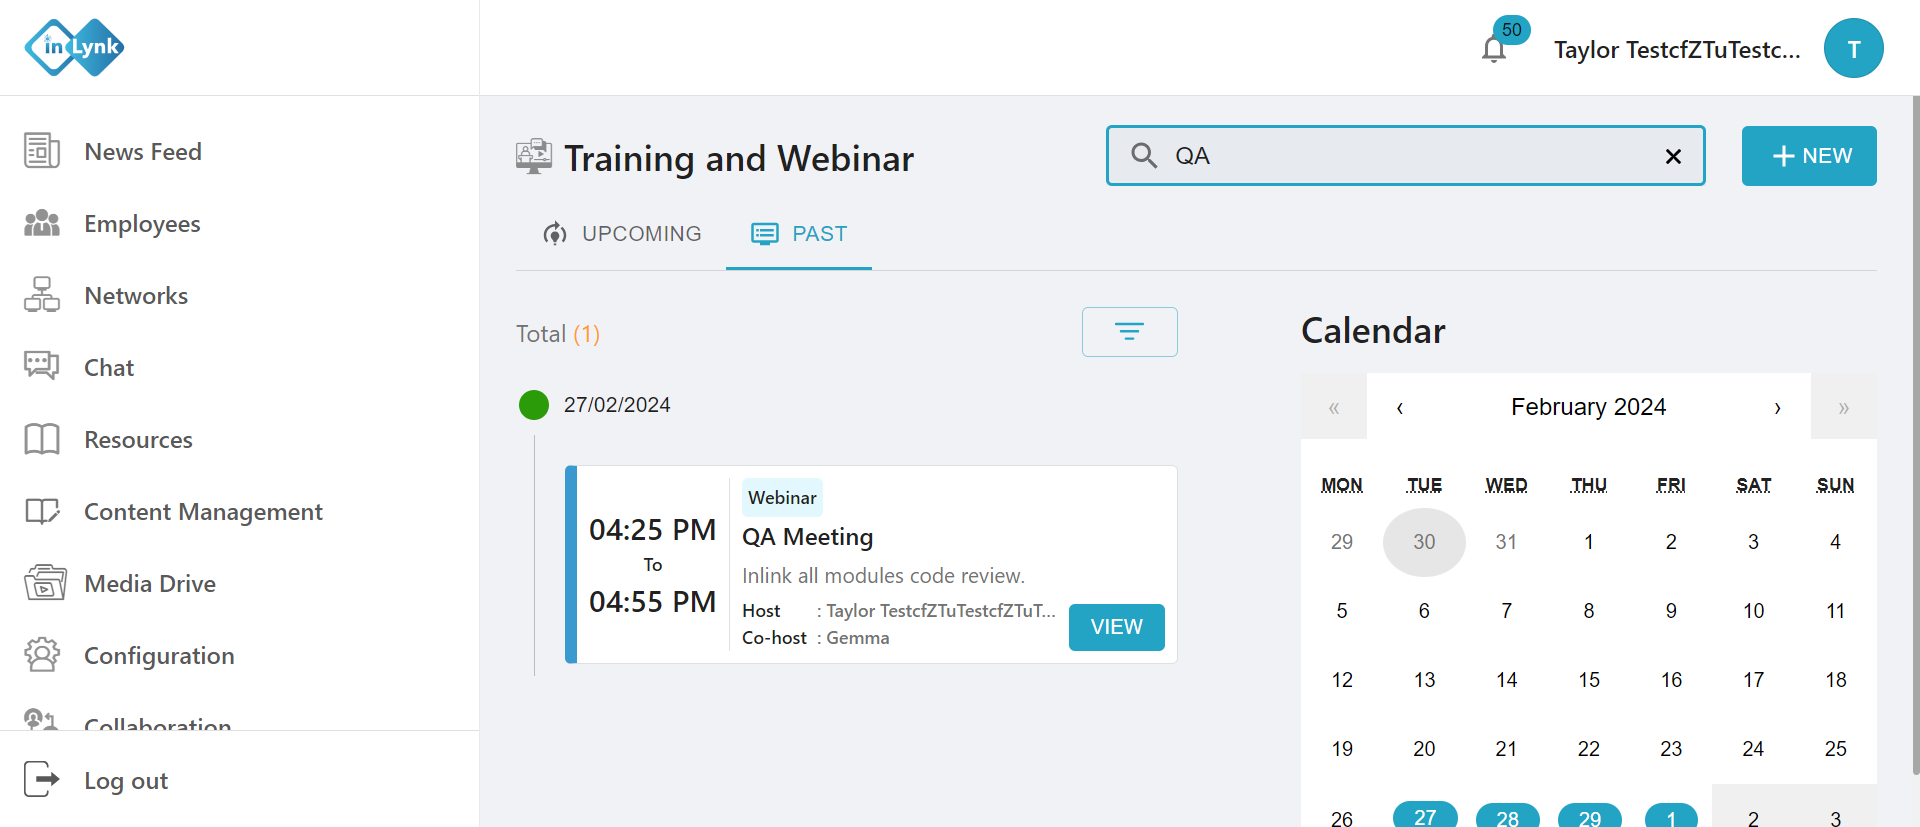 in Lynk
50
Taylor TestcfZTuTestc...
T
News Feed
Employees
Networks
Chat
Resources
Content Management
Media Drive
Configuration
Collaboration
Log out
Training and Webinar
QA
NEW
UPCOMING
PAST
Total (1)
27/02/2024
04:25 PM
To
04:55 PM
Webinar
QA Meeting
Inlink all modules code review.
Host : Taylor TestcfZTuTestcfZTuT...
Co-host : Gemma
VIEW
Calendar
« ‹ February 2024 › »
MON TUE WED THU FRI SAT SUN
29 30 31 1 2 3 4
5 6 7 8 9 10 11
12 13 14 15 16 17 18
19 20 21 22 23 24 25
26 27 28 29 1 2 3